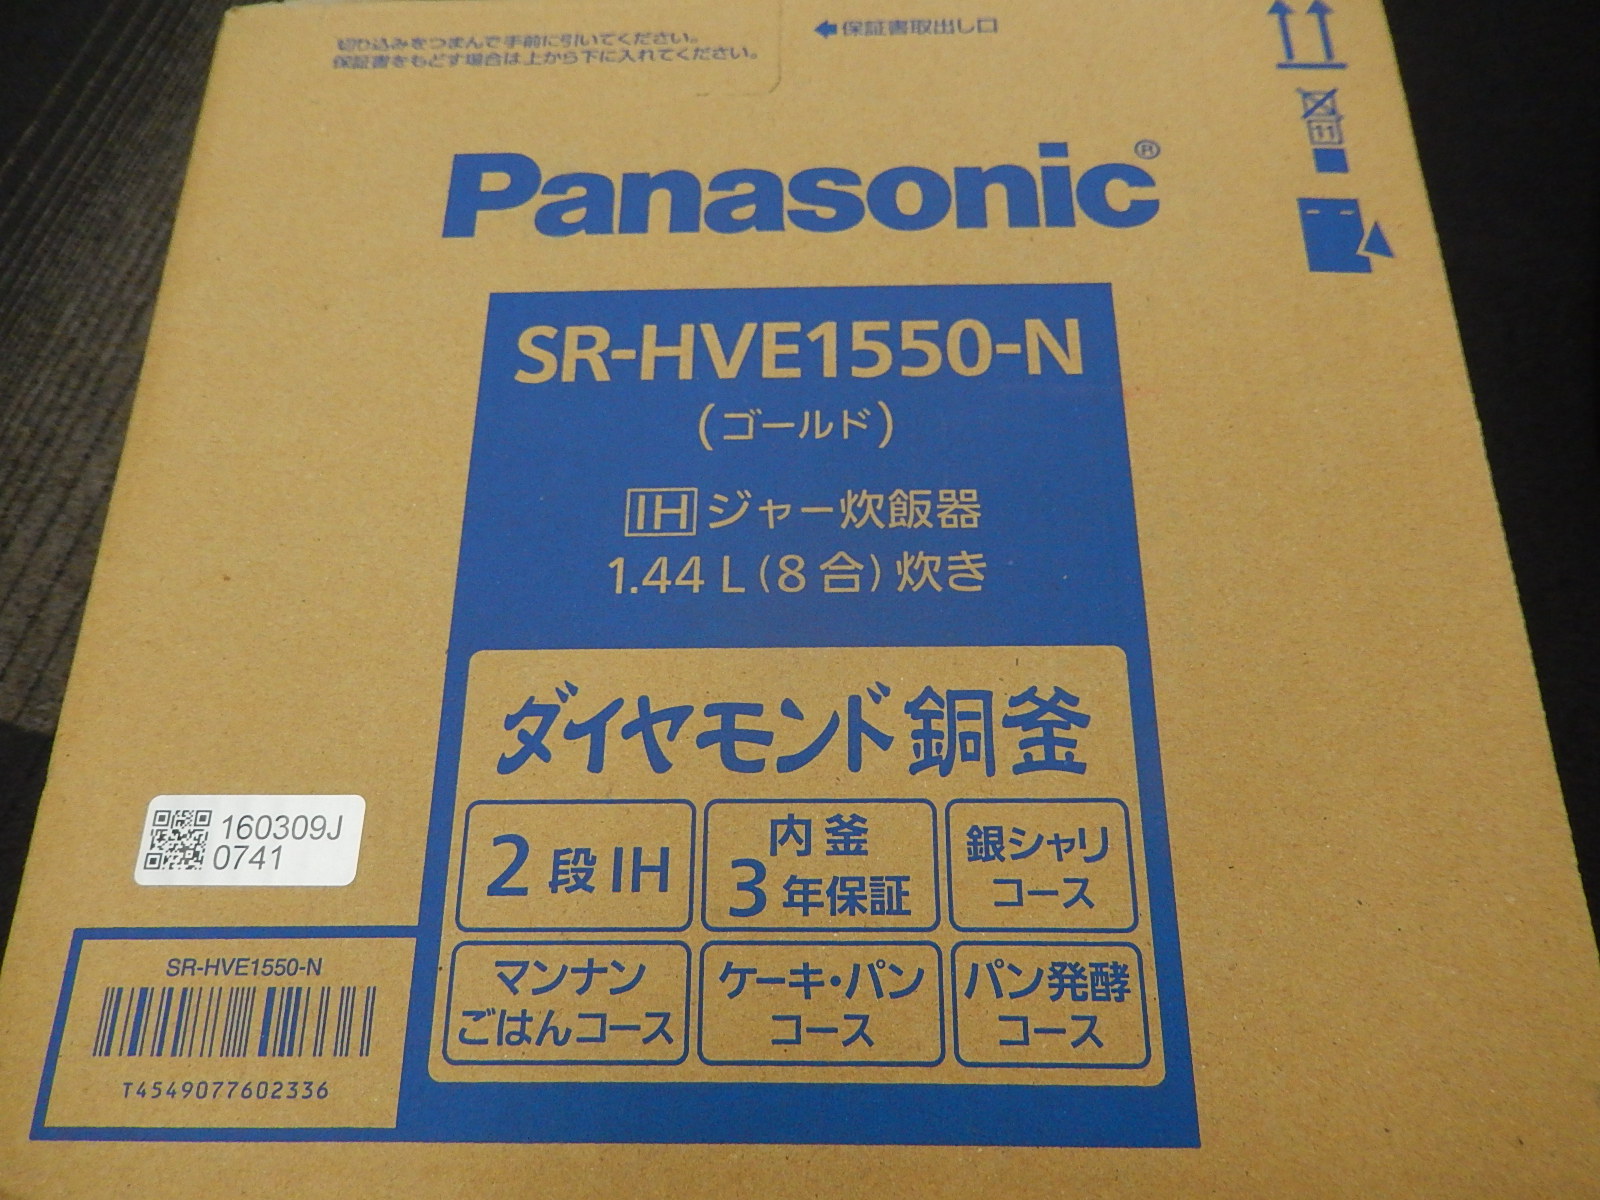 切り込みをつまんで手前に引いてください。
保証書をもどす場合は上から下に入れてください。
保証書取出し口
11
Panasonic®
SR-HVE1550-N
(ゴールド)
IHジャー炊飯器
1.44 L(8合)炊き
ダイヤモンド銅釜
2段IH
内釜
3年保証
銀シャリ
コース
マンナン
ごはんコース
ケーキ・パン
コース
パン発酵
コース
160309J
0741
SR-HVE1550-N
T4549077602336